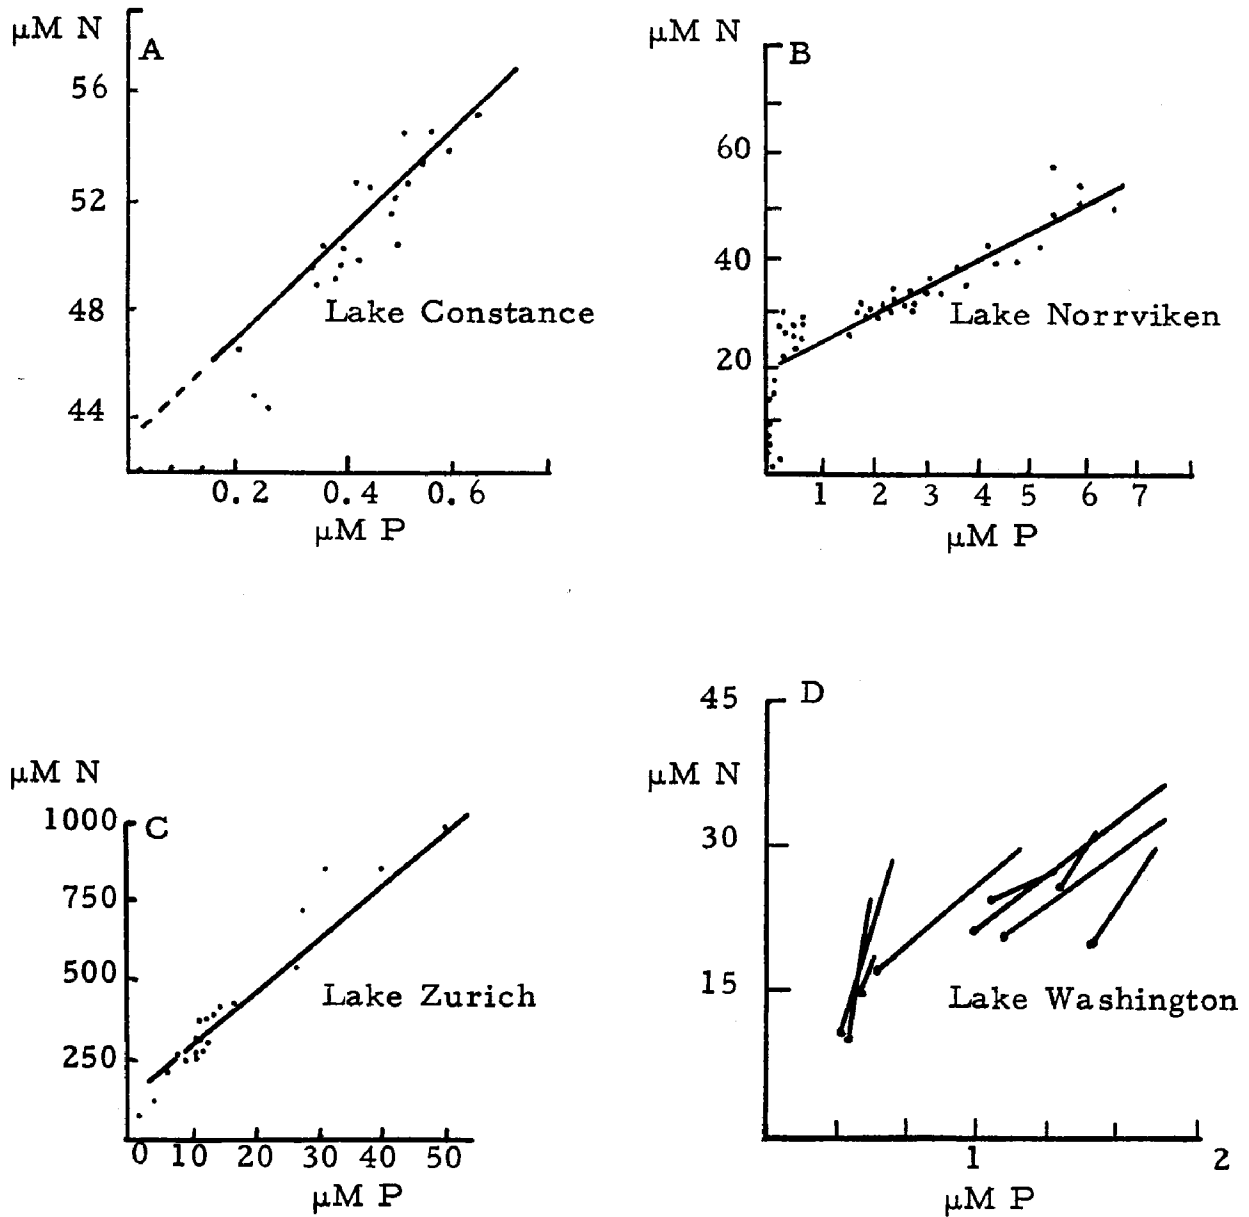 μM N
A
56
52
48
44
Lake Constance
0.2 0.4 0.6
μM P
μM N
B
60
40
20
Lake Norrviken
1 2 3 4 5 6 7
μM P
μM N
C
1000
750
500
250
Lake Zurich
0 10 20 30 40 50
μM P
D
45
μM N
30
15
Lake Washington
1 2
μM P